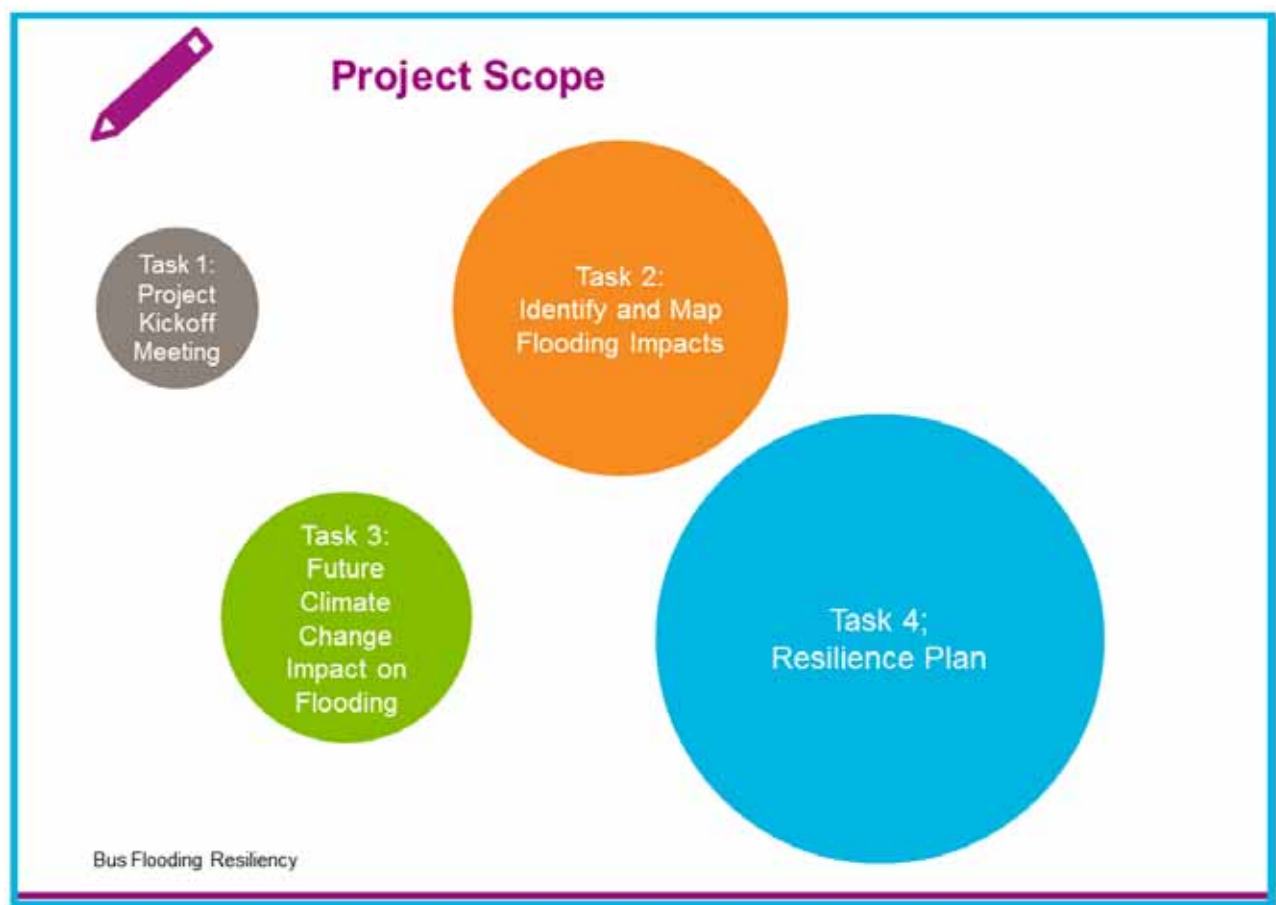 Project Scope
Task 1:
Project
Kickoff
Meeting
Task 2:
Identify and Map
Flooding Impacts
Task 3:
Future
Climate
Change
Impact on
Flooding
Task 4;
Resilience Plan
Bus Flooding Resiliency